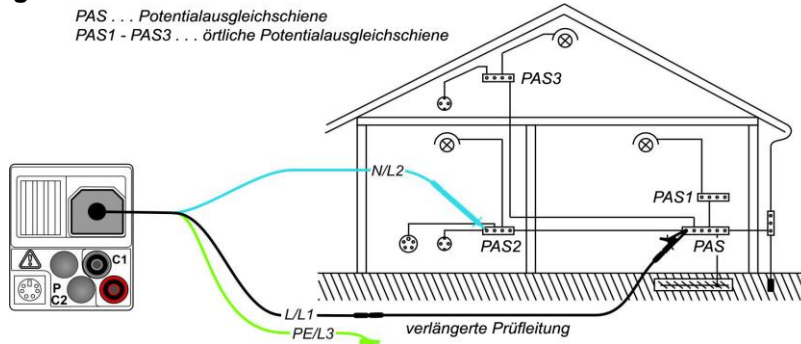 PAS . . . Potentialausgleichschiene
PAS1 - PAS3 . . . örtliche Potentialausgleichschiene
PAS3
N/L2
PAS1
PAS2
PAS
C1
P
C2
L/L1
verlängerte Prüfleitung
PE/L3